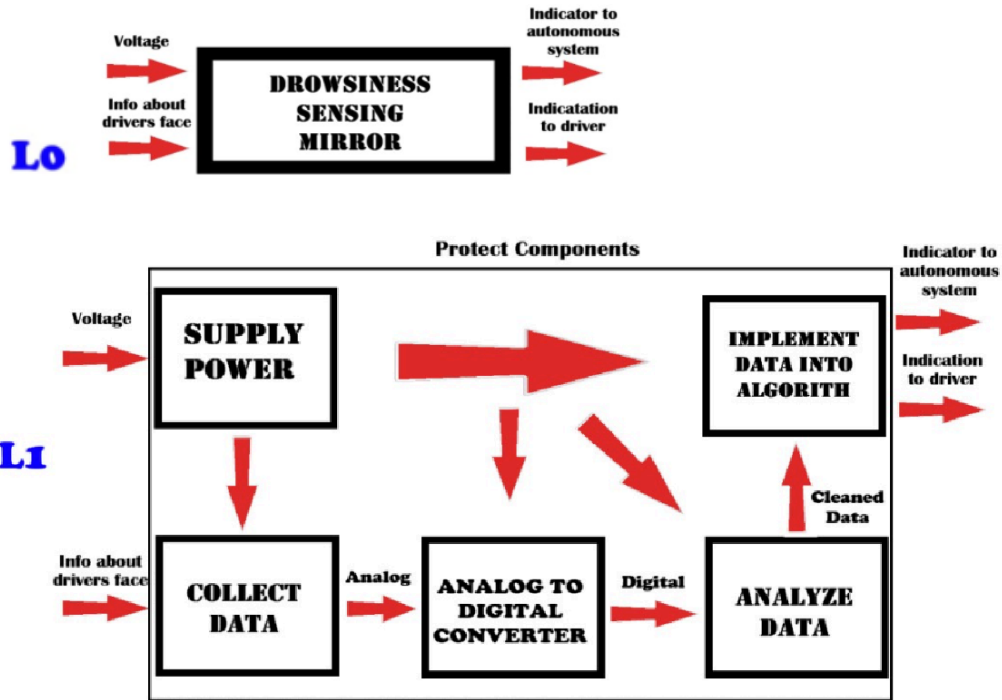 Voltage
Info about
drivers face
L0
DROWSINESS
SENSING
MIRROR
Indicator to
autonomous
system
Indicatation
to driver
Protect Components
L1
Voltage
SUPPLY
POWER
IMPLEMENT
DATA INTO
ALGORITH
Indicator to
autonomous
system
Indication
to driver
Info about
drivers face
COLLECT
DATA
Analog
ANALOG TO
DIGITAL
CONVERTER
Digital
ANALYZE
DATA
Cleaned
Data